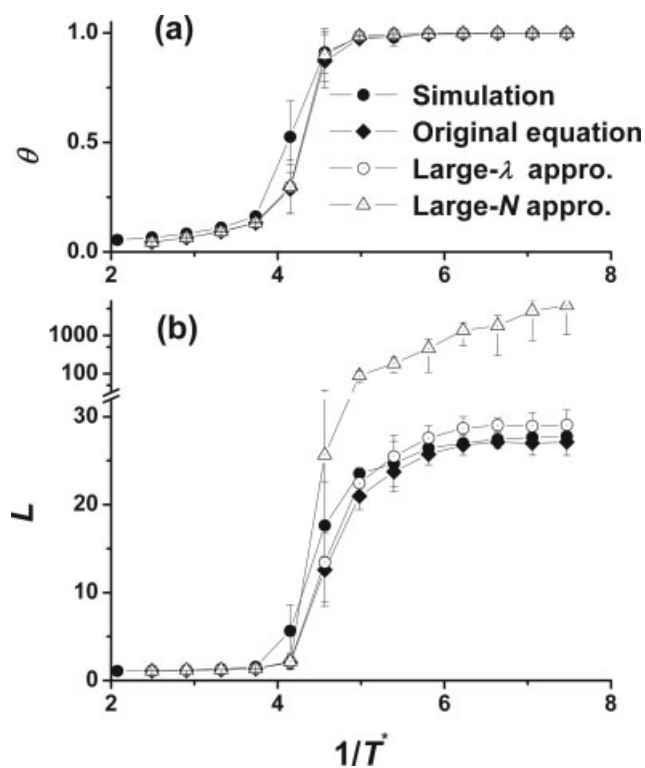 (a)
1.0
0.5
0.0
θ
Simulation
Original equation
Large-λ appro.
Large-N appro.
2 4 6 8
(b)
1000
100
30
20
10
0
L
2 4 6 8
1/T*